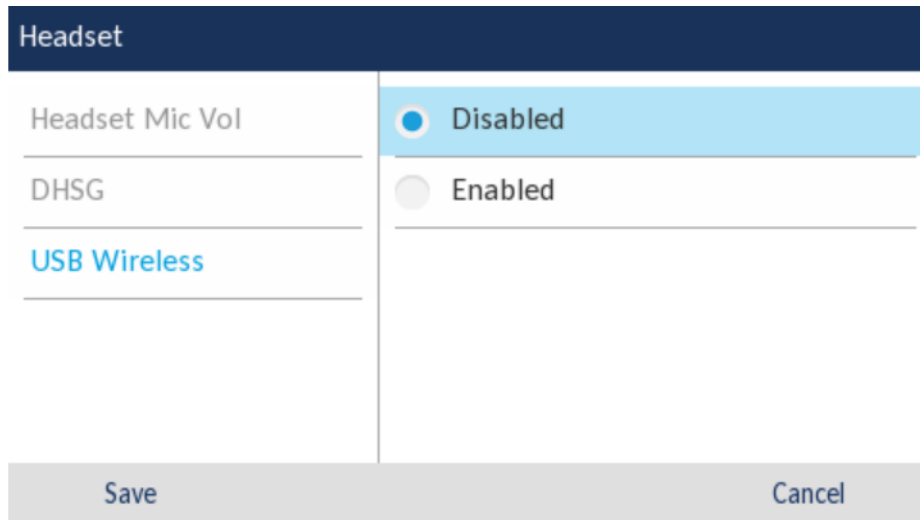 Headset
Headset Mic Vol
DHSG
USB Wireless
Disabled
Enabled
Save
Cancel